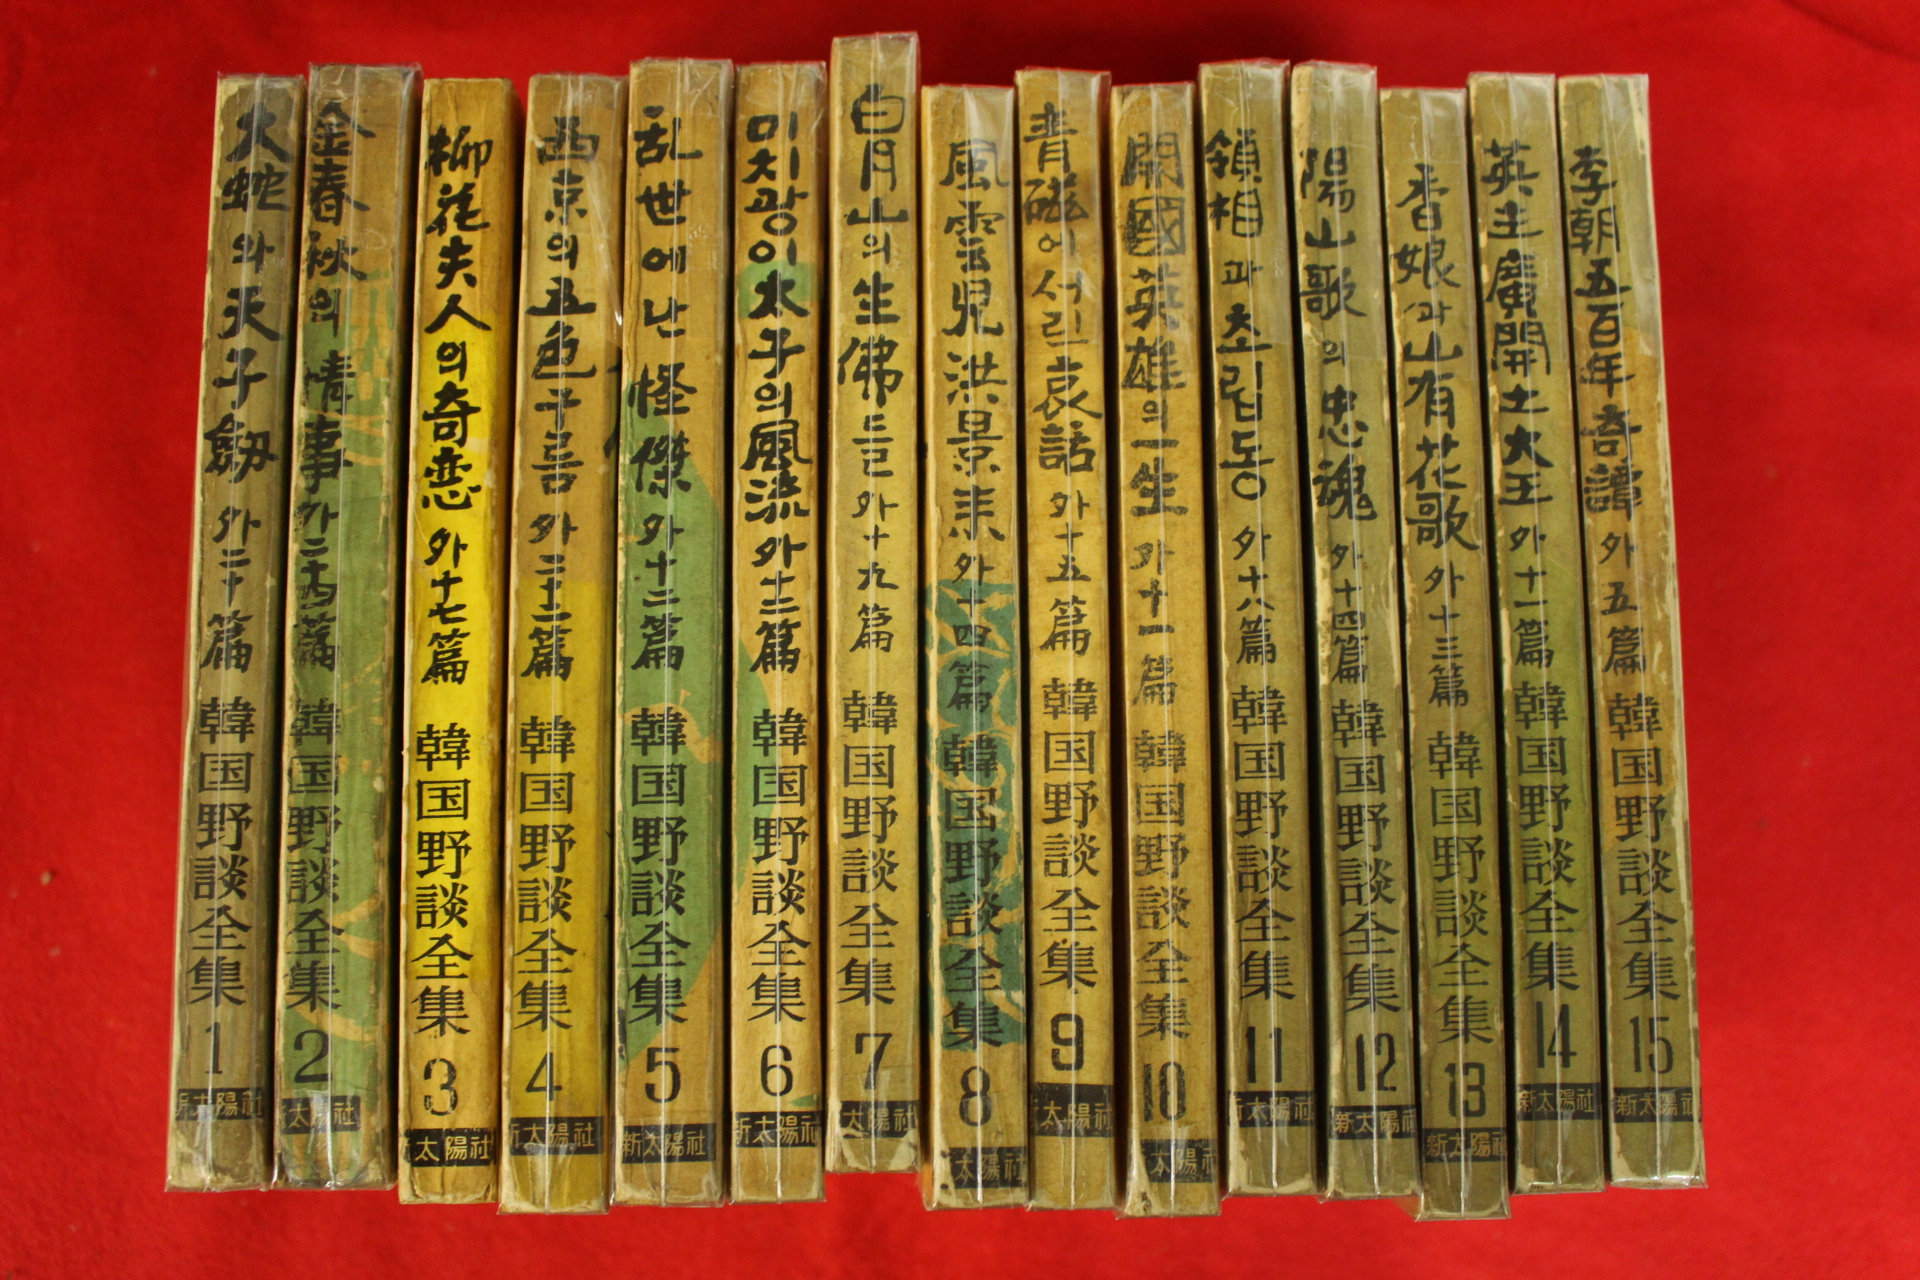 大蛇와天子劒 外二十篇 韓国野談全集 1
新太陽社
金春秋의情事 外二十四篇 韓国野談全集 2
太陽社
柳花夫人의奇恋 外十七篇 韓国野談全集 3
太陽社
西京의五色구름 外二十二篇 韓国野談全集 4
新太陽社
乱世에난怪傑 外十二篇 韓国野談全集 5
新太陽社
미치광이太子의風流 外十二篇 韓国野談全集 6
新太陽社
白月山의生佛들 外十九篇 韓国野談全集 7
太陽社
風雲児洪景来 外十四篇 韓国野談全集 8
太陽社
青磁에서린哀話 外十五篇 韓国野談全集 9
太陽社
開國英雄의一生 外十一篇 韓国野談全集 10
太陽社
領相과초립동 外十八篇 韓国野談全集 11
新太陽社
陽山歌의忠魂 外十四篇 韓国野談全集 12
新太陽社
香娘과山有花歌 外十三篇 韓国野談全集 13
新太陽社
英主廣開土大王 外十一篇 韓国野談全集 14
新太陽社
李朝五百年奇譚 外五篇 韓国野談全集 15
新太陽社